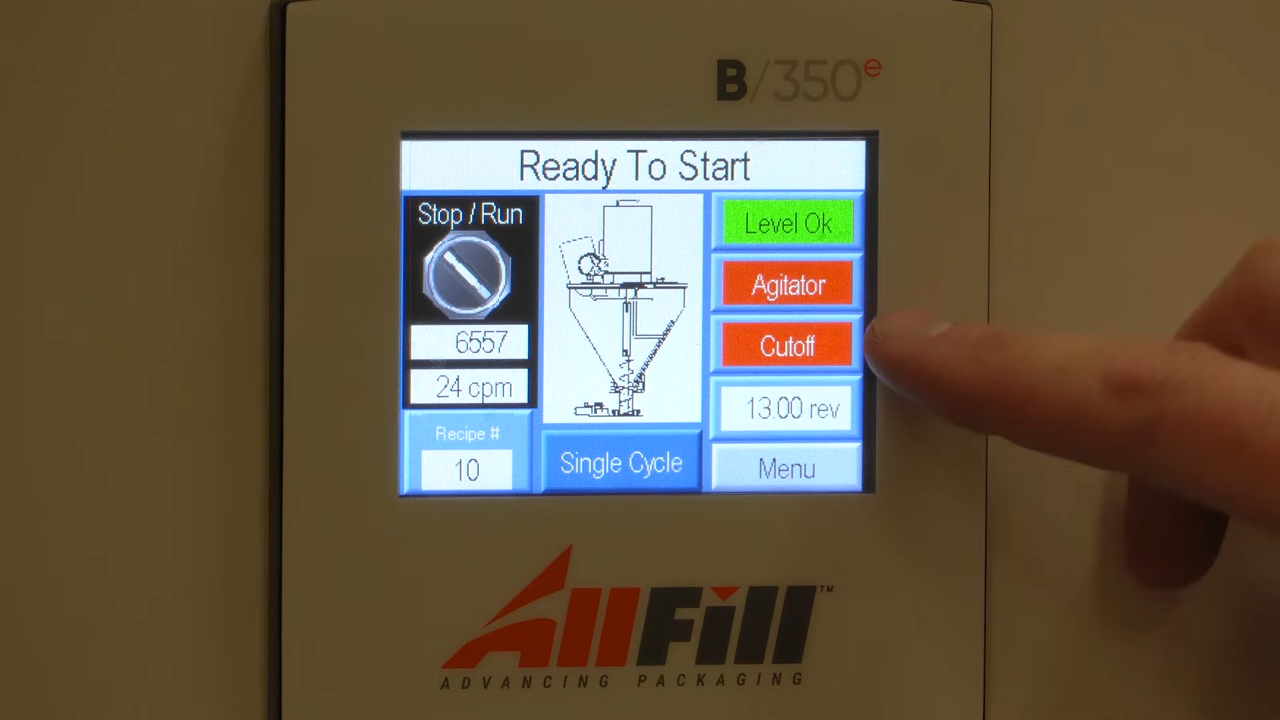 B/350e
Ready To Start
Stop / Run
6557
24 cpm
Recipe #
10
Single Cycle
Level Ok
Agitator
Cutoff
13.00 rev
Menu
AllFill™
ADVANCING PACKAGING